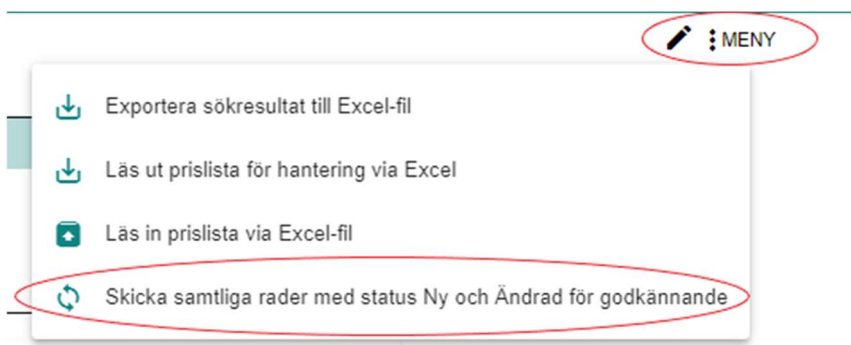 MENY
Exportera sökresultat till Excel-fil
Läs ut prislista för hantering via Excel
Läs in prislista via Excel-fil
Skicka samtliga rader med status Ny och Ändrad för godkännande